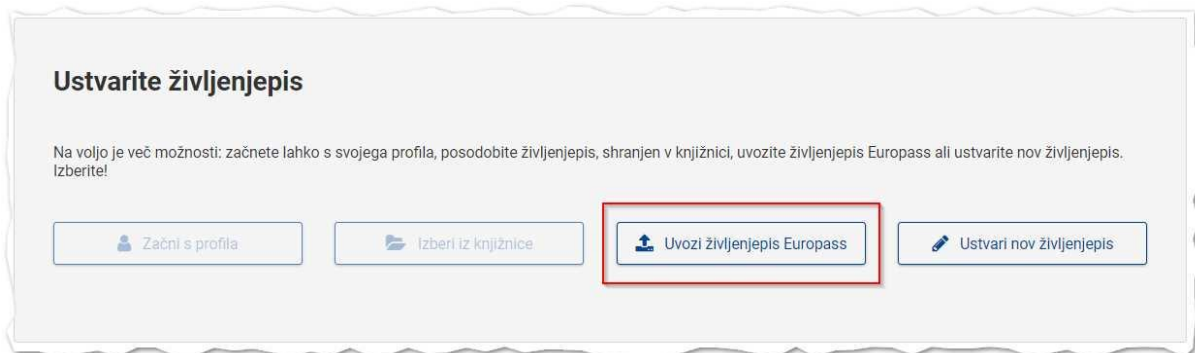 Ustvarite življenjepis
Na voljo je več možnosti: začnete lahko s svojega profila, posodobite življenjepis, shranjen v knjižnici, uvozite življenjepis Europass ali ustvarite nov življenjepis.
Izberite!
Začni s profila
Izberi iz knjižnice
Uvozi življenjepis Europass
Ustvari nov življenjepis